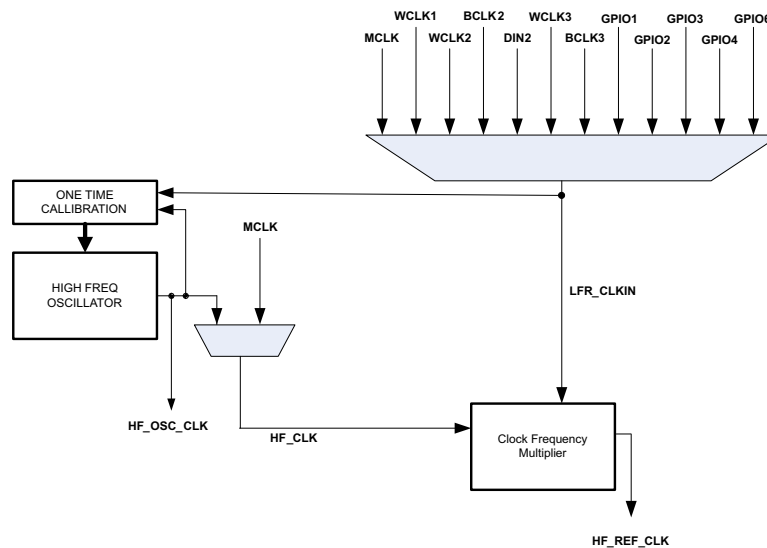 WCLK1
BCLK2
WCLK3
GPIO1
GPIO3
GPIO6
MCLK
WCLK2
DIN2
BCLK3
GPIO2
GPIO4
ONE TIME
CALLIBRATION
MCLK
HIGH FREQ
OSCILLATOR
LFR_CLKIN
HF_OSC_CLK
HF_CLK
Clock Frequency
Multiplier
HF_REF_CLK